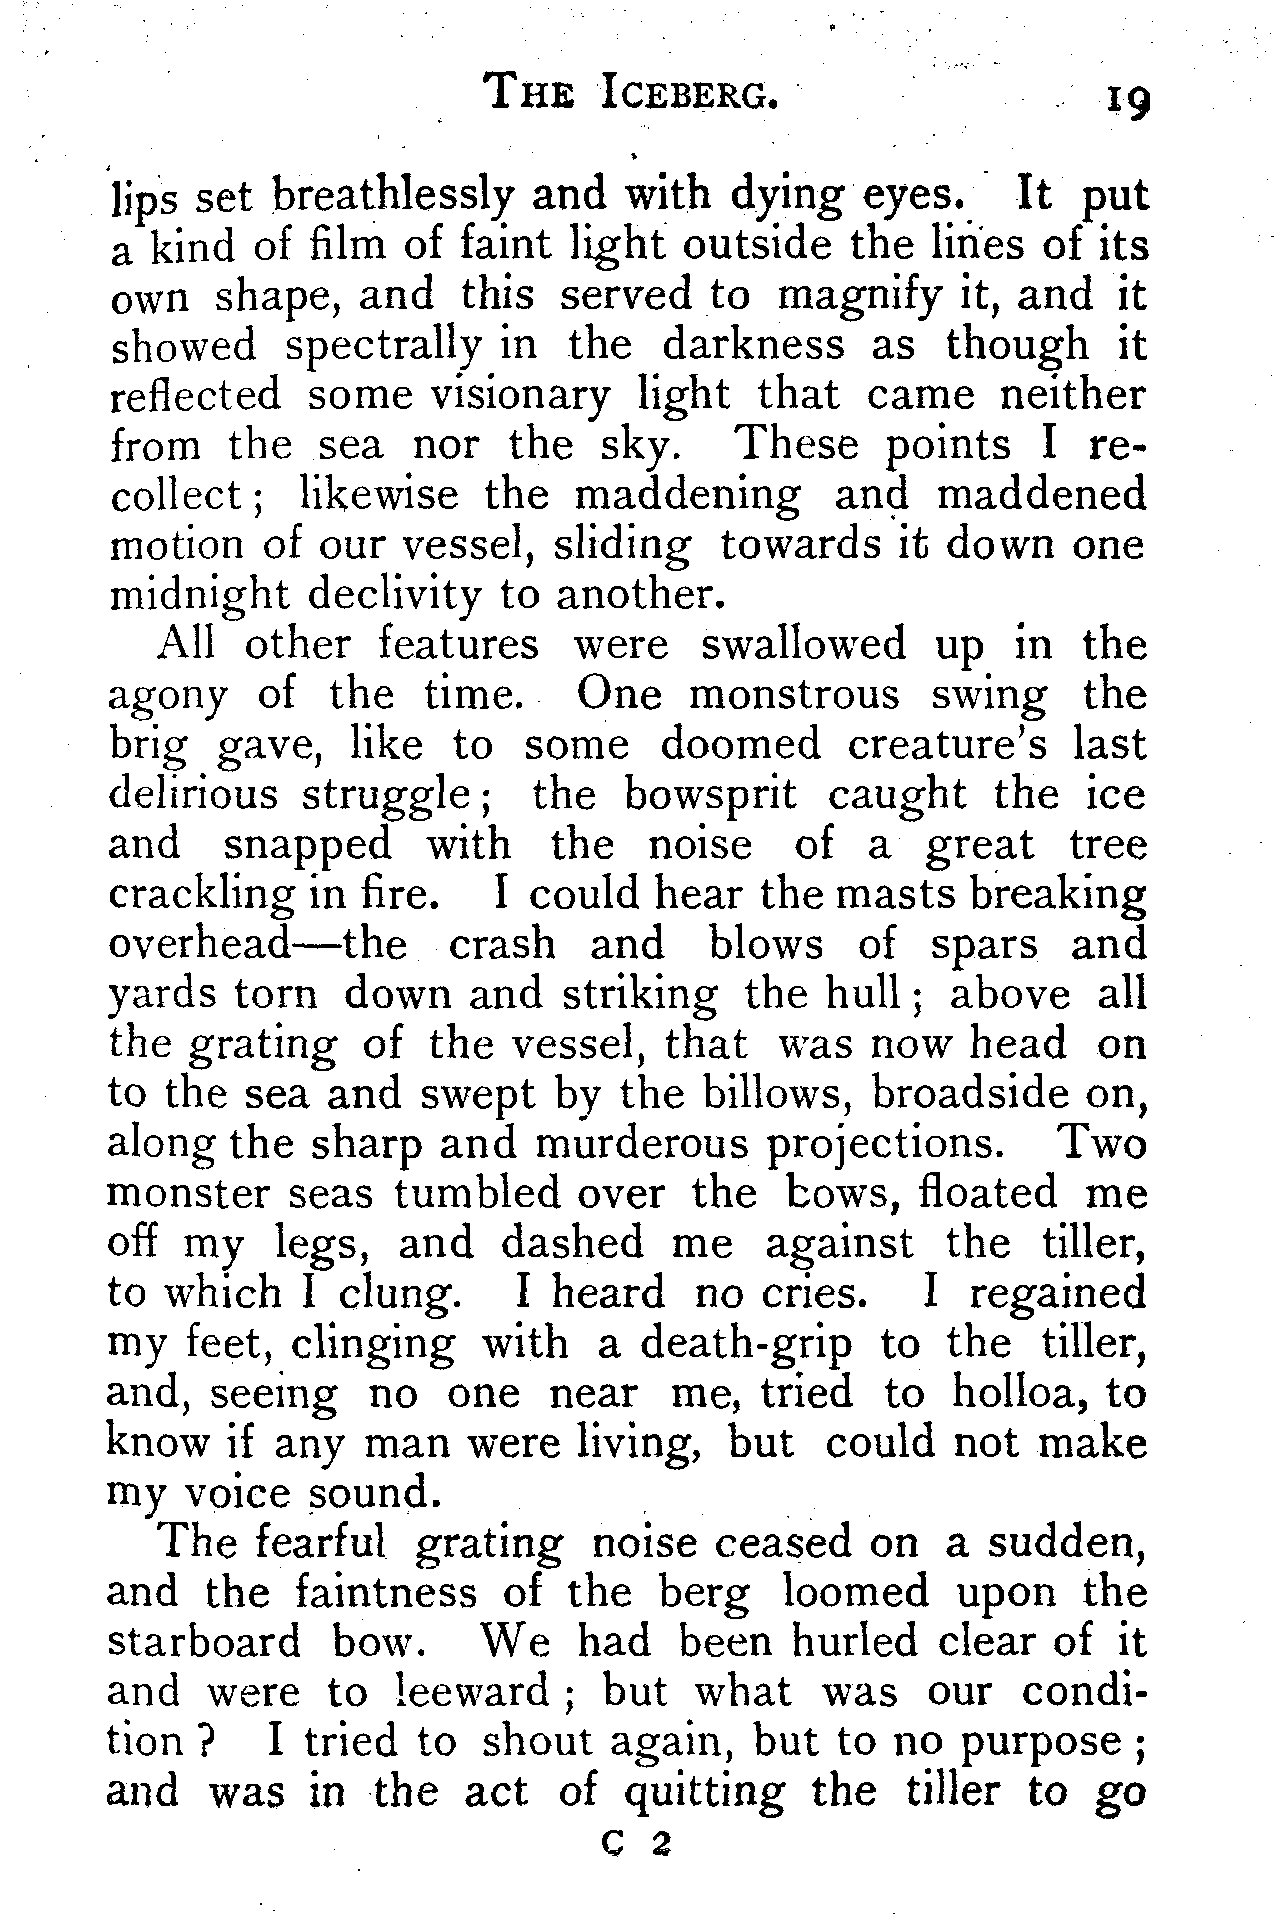 THE ICEBERG. 19
lips set breathlessly and with dying eyes. It put
a kind of film of faint light outside the lines of its
own shape, and this served to magnify it, and it
showed spectrally in the darkness as though it
reflected some visionary light that came neither
from the sea nor the sky. These points I re-
collect; likewise the maddening and maddened
motion of our vessel, sliding towards it down one
midnight declivity to another.
All other features were swallowed up in the
agony of the time. One monstrous swing the
brig gave, like to some doomed creature's last
delirious struggle; the bowsprit caught the ice
and snapped with the noise of a great tree
crackling in fire. I could hear the masts breaking
overhead—the crash and blows of spars and
yards torn down and striking the hull; above all
the grating of the vessel, that was now head on
to the sea and swept by the billows, broadside on,
along the sharp and murderous projections. Two
monster seas tumbled over the bows, floated me
off my legs, and dashed me against the tiller,
to which I clung. I heard no cries. I regained
my feet, clinging with a death-grip to the tiller,
and, seeing no one near me, tried to holloa, to
know if any man were living, but could not make
my voice sound.
The fearful grating noise ceased on a sudden,
and the faintness of the berg loomed upon the
starboard bow. We had been hurled clear of it
and were to leeward; but what was our condi-
tion? I tried to shout again, but to no purpose;
and was in the act of quitting the tiller to go
C 2